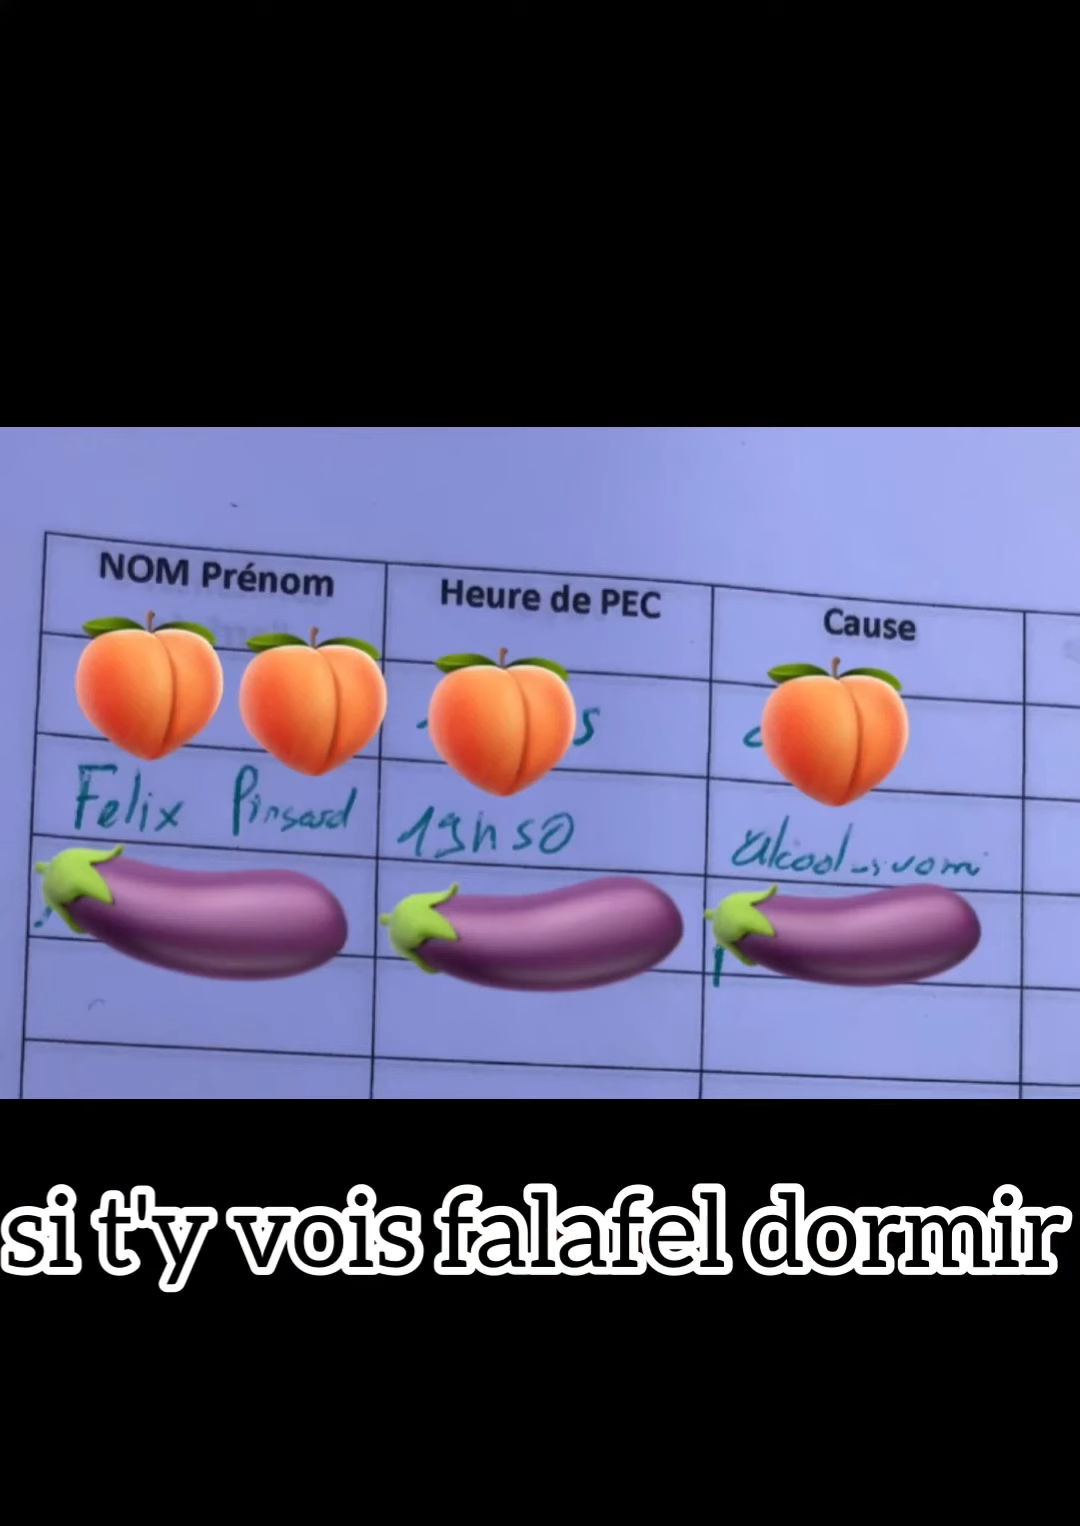 NOM Prénom Heure de PEC Cause
s
Felix Pinsard 19h50 alcool → vomi
si t'y vois falafel dormir